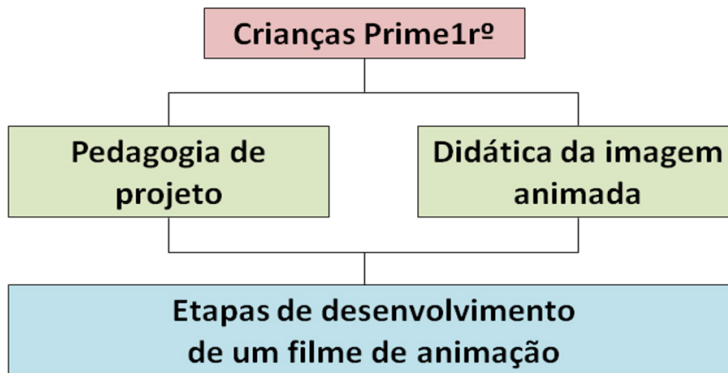 Crianças Prime1rº
Pedagogia de
projeto
Didática da imagem
animada
Etapas de desenvolvimento
de um filme de animação